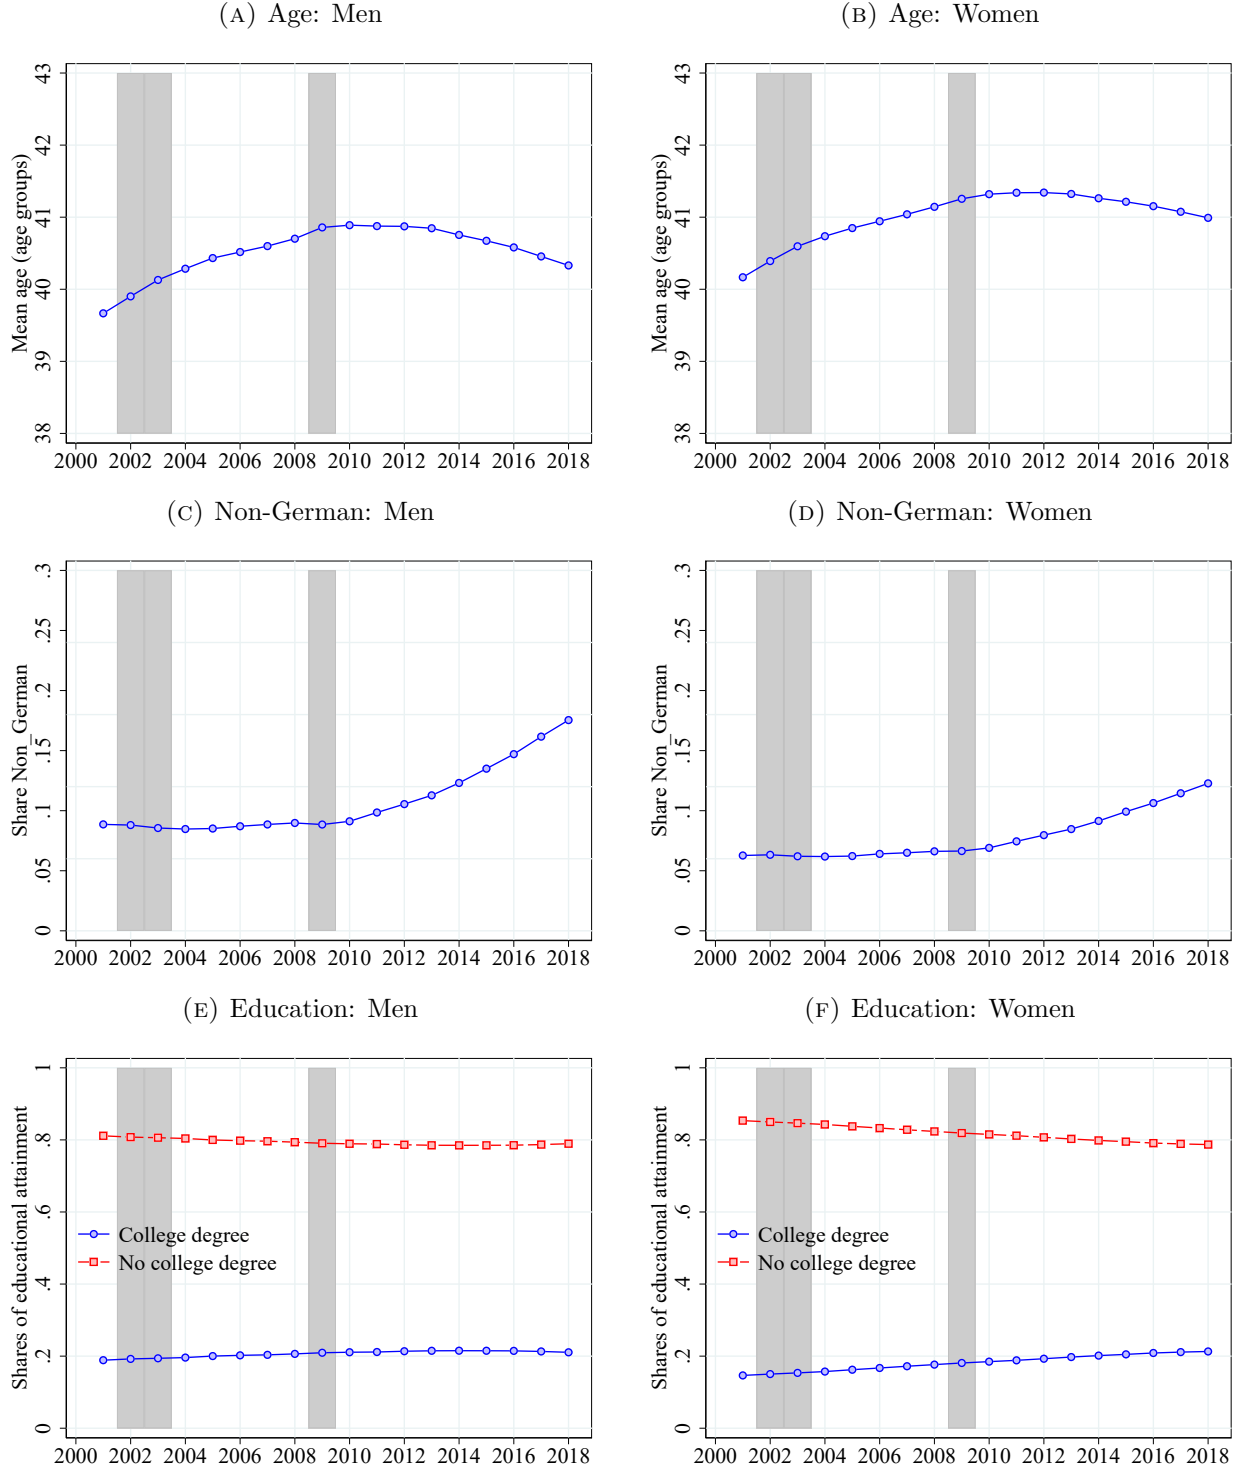 (A) Age: Men
Mean age (age groups)
43
42
41
40
39
38
2000 2002 2004 2006 2008 2010 2012 2014 2016 2018
(B) Age: Women
Mean age (age groups)
43
42
41
40
39
38
2000 2002 2004 2006 2008 2010 2012 2014 2016 2018
(C) Non-German: Men
Share Non_German
.3
.25
.2
.15
.1
.05
0
2000 2002 2004 2006 2008 2010 2012 2014 2016 2018
(D) Non-German: Women
Share Non_German
.3
.25
.2
.15
.1
.05
0
2000 2002 2004 2006 2008 2010 2012 2014 2016 2018
(E) Education: Men
Shares of educational attainment
1
.8
.6
.4
.2
0
College degree
No college degree
2000 2002 2004 2006 2008 2010 2012 2014 2016 2018
(F) Education: Women
Shares of educational attainment
1
.8
.6
.4
.2
0
College degree
No college degree
2000 2002 2004 2006 2008 2010 2012 2014 2016 2018